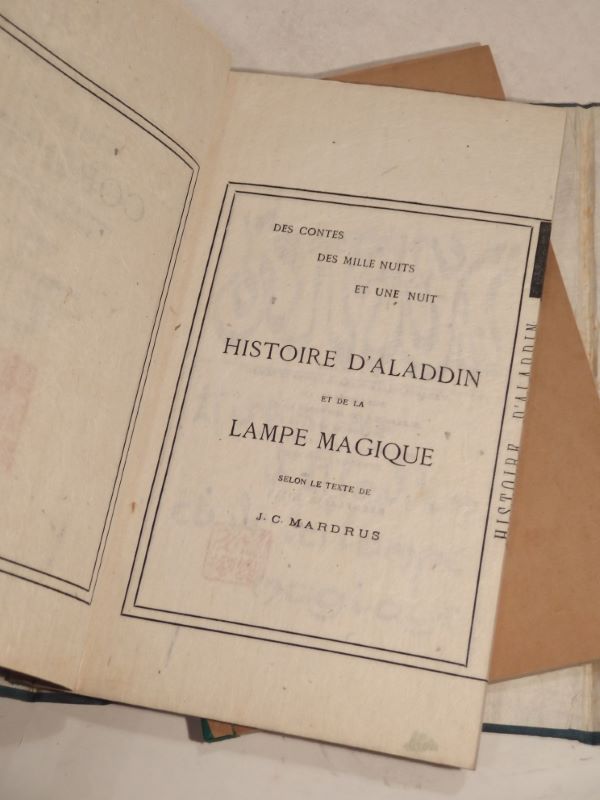 DES CONTES
DES MILLE NUITS
ET UNE NUIT
HISTOIRE D'ALADDIN
ET DE LA
LAMPE MAGIQUE
SELON LE TEXTE DE
J. C. MARDRUS
HISTOIRE D'ALADDIN